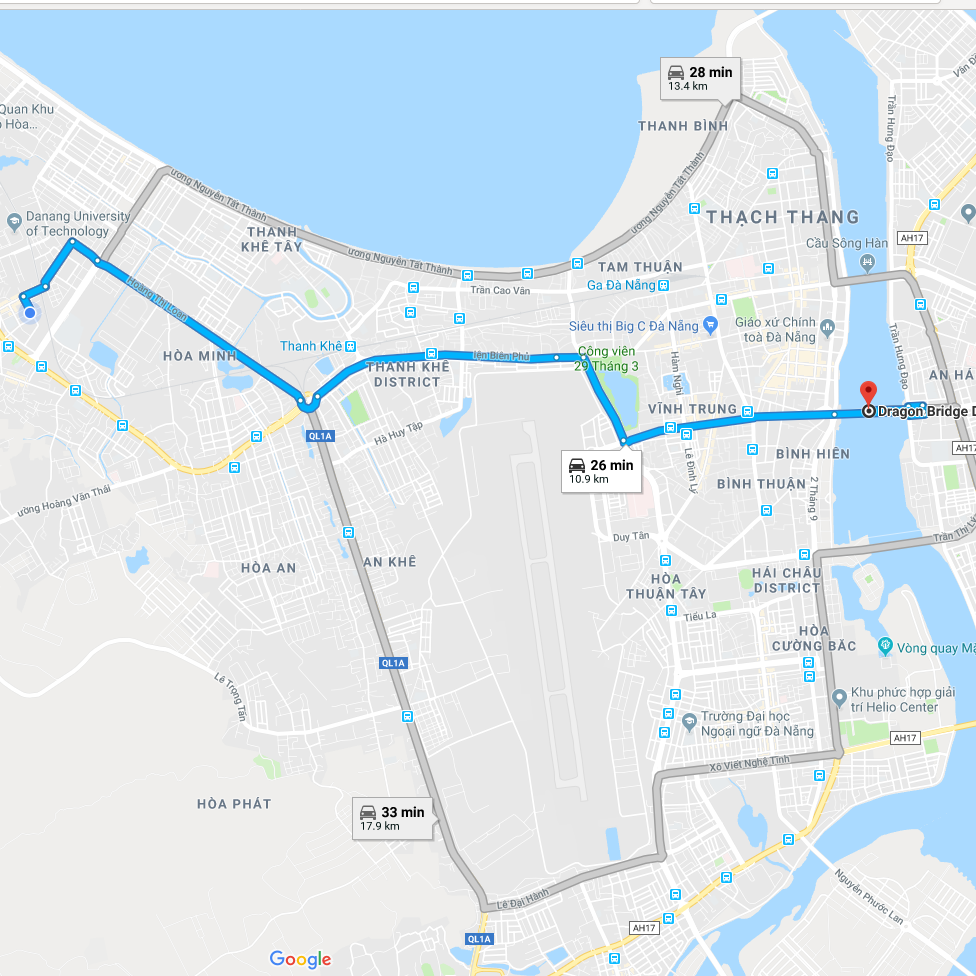 28 min
13.4 km
Trần Hưng Đạo
Quan Khu
Hòa...
THANH BÌNH
ương Nguyễn Tất Thành
ương Nguyễn Tất Thành
Danang University
of Technology
THANH
KHÊ TÂY
THẠCH THANG
AH17
Cầu Sông Hàn
ương Nguyễn Tất Thành
TAM THUẬN
Ga Đà Nẵng
Trần Cao Vân
Hoàng Thị Loan
Siêu thị Big C Đà Nẵng
Giáo xứ Chính
toà Đà Nẵng
Trần Hưng Đạo
HÒA MINH
Thanh Khê
iện Biên Phủ
Công viên
29 Tháng 3
THANH KHÊ
DISTRICT
Hàm Nghi
AN HẢ
VĨNH TRUNG
Dragon Bridge D
QL1A
Hà Huy Tập
26 min
10.9 km
Lê Đình Lý
BÌNH HIÊN
AH17
BÌNH THUẬN
2 Tháng 9
ường Hoàng Văn Thái
Duy Tân
Trần Thị Lý
HÒA AN
AN KHÊ
HẢI CHÂU
DISTRICT
HÒA
THUẬN TÂY
Tiểu La
HÒA
CƯỜNG BẮC
Vòng quay Mặ
QL1A
Lê Trọng Tấn
Khu phức hợp giải
trí Helio Center
Trường Đại học
Ngoại ngữ Đà Nẵng
AH17
Xô Viết Nghệ Tĩnh
HÒA PHÁT
33 min
17.9 km
Lê Đại Hành
Nguyễn Phước Lan
AH17
QL1A
Google